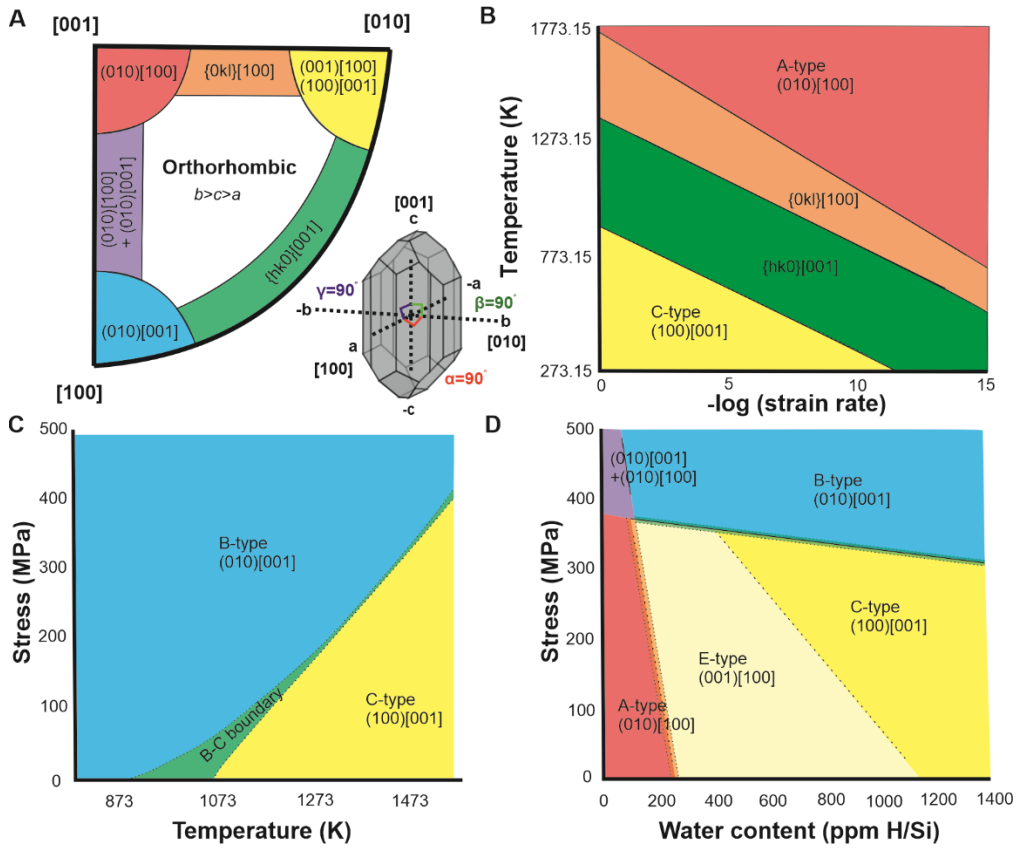 A
[001]
[010]
(010)[100]
{0kl}[100]
(001)[100]
(100)[001]
(010)[100]
+ (010)[001]
Orthorhombic
b>c>a
{hk0}[001]
(010)[001]
[100]
[001]
c
-a
γ=90°
β=90°
-b
b
[010]
a
[100]
α=90°
-c
B
1773.15
1273.15
773.15
273.15
Temperature (K)
A-type
(010)[100]
{0kl}[100]
{hk0}[001]
C-type
(100)[001]
0
5
10
15
-log (strain rate)
C
500
400
300
200
100
0
Stress (MPa)
B-type
(010)[001]
B-C boundary
C-type
(100)[001]
873
1073
1273
1473
Temperature (K)
D
500
400
300
200
100
0
Stress (MPa)
(010)[001]
+(010)[100]
B-type
(010)[001]
C-type
(100)[001]
E-type
(001)[100]
A-type
(010)[100]
0
200
400
600
800
1000
1200
1400
Water content (ppm H/Si)